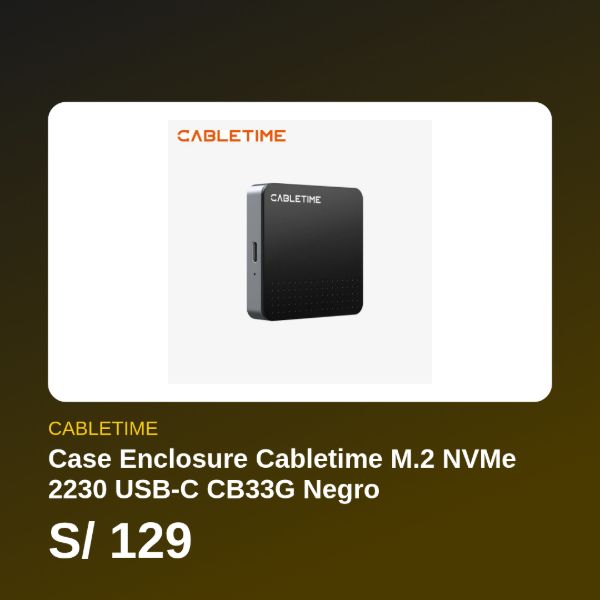 CABLETIME
CABLETIME
CABLETIME
Case Enclosure Cabletime M.2 NVMe
2230 USB-C CB33G Negro
S/ 129